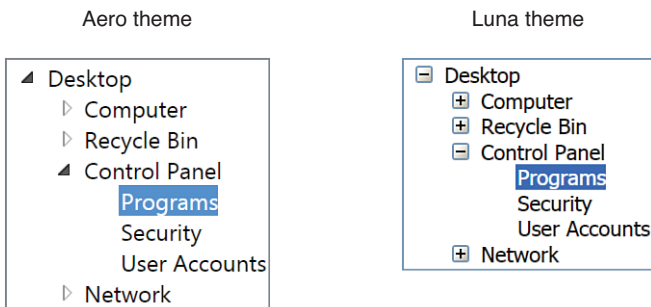 Aero theme
Desktop
Computer
Recycle Bin
Control Panel
Programs
Security
User Accounts
Network
Luna theme
Desktop
Computer
Recycle Bin
Control Panel
Programs
Security
User Accounts
Network